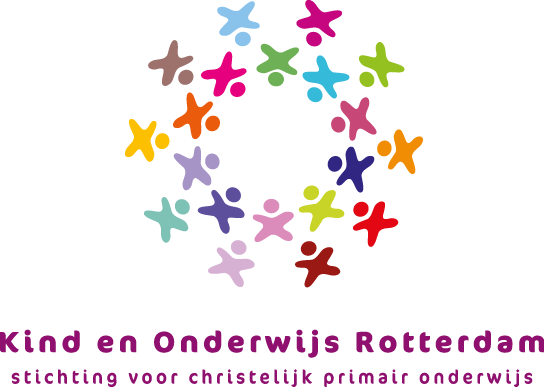 Kind en Onderwijs Rotterdam
stichting voor christelijk primair onderwijs